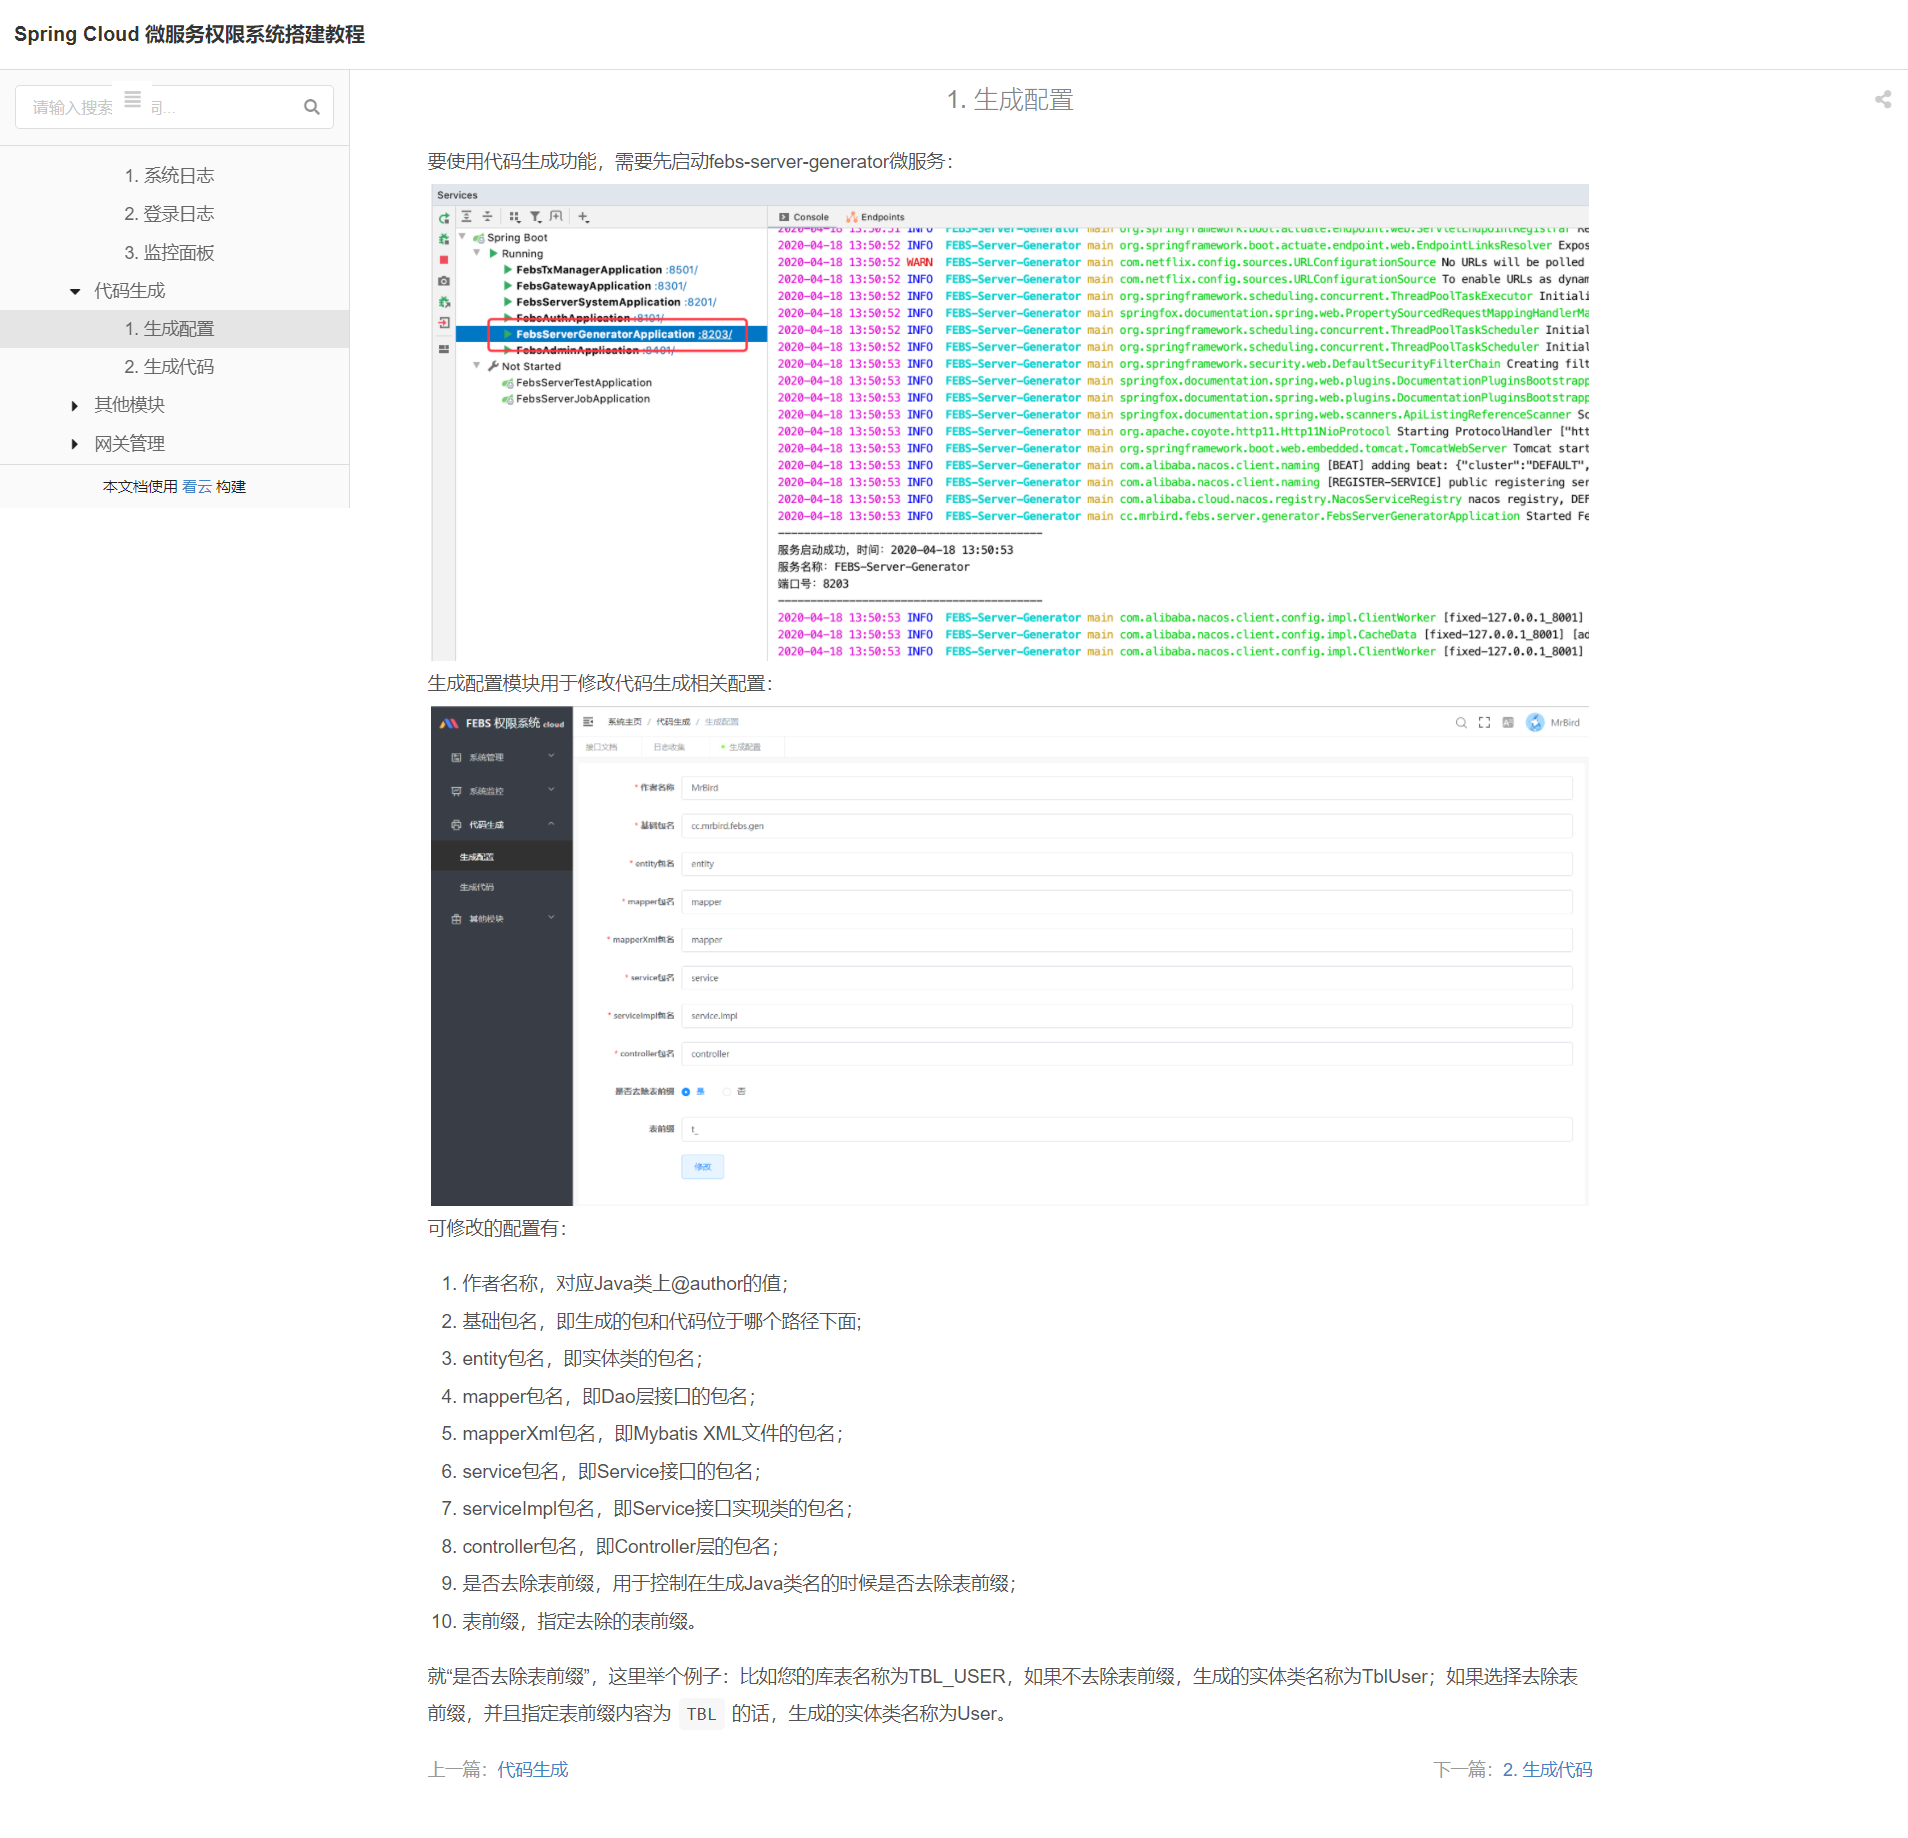 Spring Cloud 微服务权限系统搭建教程
请输入搜索
司...
1. 系统日志
2. 登录日志
3. 监控面板
代码生成
1. 生成配置
2. 生成代码
其他模块
网关管理
本文档使用 看云 构建
1. 生成配置
要使用代码生成功能，需要先启动febs-server-generator微服务：
Services
Console Endpoints
Spring Boot
Running
FebsTxManagerApplication :8501/
FebsGatewayApplication :8301/
FebsServerSystemApplication :8201/
FebsAuthApplication :8101/
FebsServerGeneratorApplication :8203/
FebsAdminApplication :8401/
Not Started
FebsServerTestApplication
FebsServerJobApplication
2020-04-18 13:50:51 INFO FEBS-Server-Generator main org.springframework.boot.actuate.endpoint.web.ServletEndpointRegistrar Re
2020-04-18 13:50:52 INFO FEBS-Server-Generator main org.springframework.boot.actuate.endpoint.web.EndpointLinksResolver Expos
2020-04-18 13:50:52 WARN FEBS-Server-Generator main com.netflix.config.sources.URLConfigurationSource No URLs will be polled
2020-04-18 13:50:52 INFO FEBS-Server-Generator main com.netflix.config.sources.URLConfigurationSource To enable URLs as dynam
2020-04-18 13:50:52 INFO FEBS-Server-Generator main org.springframework.scheduling.concurrent.ThreadPoolTaskExecutor Initiali
2020-04-18 13:50:52 INFO FEBS-Server-Generator main springfox.documentation.spring.web.PropertySourcedRequestMappingHandlerMa
2020-04-18 13:50:52 INFO FEBS-Server-Generator main org.springframework.scheduling.concurrent.ThreadPoolTaskScheduler Initial
2020-04-18 13:50:52 INFO FEBS-Server-Generator main org.springframework.scheduling.concurrent.ThreadPoolTaskScheduler Initial
2020-04-18 13:50:53 INFO FEBS-Server-Generator main org.springframework.security.web.DefaultSecurityFilterChain Creating filt
2020-04-18 13:50:53 INFO FEBS-Server-Generator main springfox.documentation.spring.web.plugins.DocumentationPluginsBootstrapp
2020-04-18 13:50:53 INFO FEBS-Server-Generator main springfox.documentation.spring.web.plugins.DocumentationPluginsBootstrapp
2020-04-18 13:50:53 INFO FEBS-Server-Generator main springfox.documentation.spring.web.scanners.ApiListingReferenceScanner Sc
2020-04-18 13:50:53 INFO FEBS-Server-Generator main org.apache.coyote.http11.Http11NioProtocol Starting ProtocolHandler ["htt
2020-04-18 13:50:53 INFO FEBS-Server-Generator main org.springframework.boot.web.embedded.tomcat.TomcatWebServer Tomcat start
2020-04-18 13:50:53 INFO FEBS-Server-Generator main com.alibaba.nacos.client.naming [BEAT] adding beat: {"cluster":"DEFAULT",
2020-04-18 13:50:53 INFO FEBS-Server-Generator main com.alibaba.nacos.client.naming [REGISTER-SERVICE] public registering ser
2020-04-18 13:50:53 INFO FEBS-Server-Generator main com.alibaba.cloud.nacos.registry.NacosServiceRegistry nacos registry, DEF
2020-04-18 13:50:53 INFO FEBS-Server-Generator main cc.mrbird.febs.server.generator.FebsServerGeneratorApplication Started Fe
服务启动成功，时间：2020-04-18 13:50:53
服务名称：FEBS-Server-Generator
端口号：8203
2020-04-18 13:50:53 INFO FEBS-Server-Generator main com.alibaba.nacos.client.config.impl.ClientWorker [fixed-127.0.0.1_8001]
2020-04-18 13:50:53 INFO FEBS-Server-Generator main com.alibaba.nacos.client.config.impl.CacheData [fixed-127.0.0.1_8001] [ad
2020-04-18 13:50:53 INFO FEBS-Server-Generator main com.alibaba.nacos.client.config.impl.ClientWorker [fixed-127.0.0.1_8001]
生成配置模块用于修改代码生成相关配置：
FEBS 权限系统 cloud
系统主页 / 代码生成 / 生成配置
MrBird
接口文档 日志收集 生成配置
系统管理
系统监控
代码生成
生成配置
生成代码
其他模块
* 作者名称 MrBird
* 基础包名 cc.mrbird.febs.gen
* entity包名 entity
* mapper包名 mapper
* mapperXml包名 mapper
* service包名 service
* serviceImpl包名 service.impl
* controller包名 controller
是否去除表前缀 是 否
表前缀 t_
修改
可修改的配置有：
1. 作者名称，对应Java类上@author的值；
2. 基础包名，即生成的包和代码位于哪个路径下面;
3. entity包名，即实体类的包名；
4. mapper包名，即Dao层接口的包名；
5. mapperXml包名，即Mybatis XML文件的包名；
6. service包名，即Service接口的包名；
7. serviceImpl包名，即Service接口实现类的包名；
8. controller包名，即Controller层的包名；
9. 是否去除表前缀，用于控制在生成Java类名的时候是否去除表前缀；
10. 表前缀，指定去除的表前缀。
就“是否去除表前缀”，这里举个例子：比如您的库表名称为TBL_USER，如果不去除表前缀，生成的实体类名称为TblUser；如果选择去除表
前缀，并且指定表前缀内容为 TBL 的话，生成的实体类名称为User。
上一篇：代码生成
下一篇：2. 生成代码